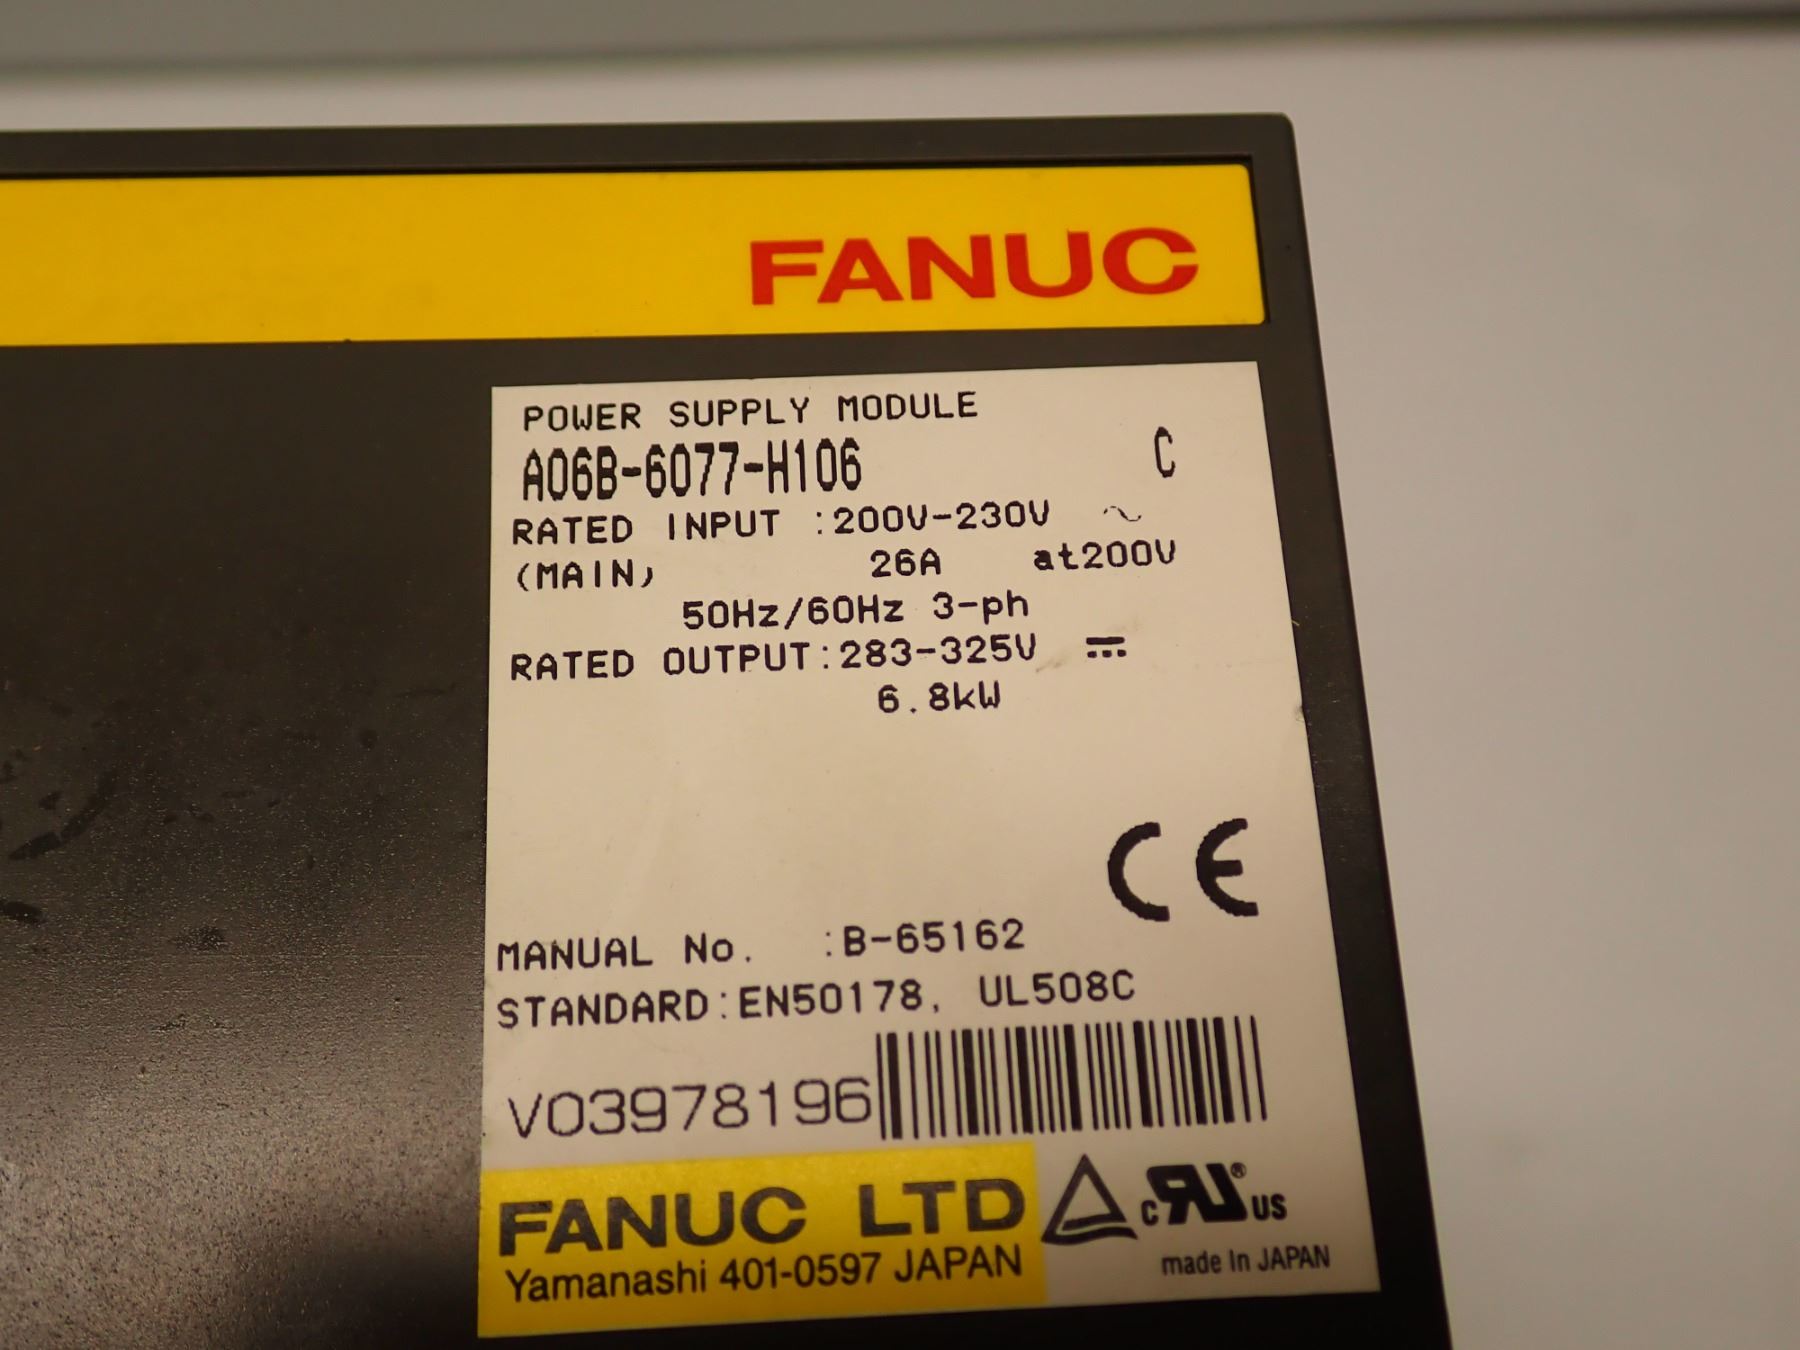 FANUC
POWER SUPPLY MODULE
A06B-6077-H106 C
RATED INPUT :200V-230V ~
(MAIN) 26A at200V
50Hz/60Hz 3-ph
RATED OUTPUT:283-325V ⎓
6.8kW
CE
MANUAL No. :B-65162
STANDARD:EN50178, UL508C
V03978196
FANUC LTD
Yamanashi 401-0597 JAPAN
c RU ® US
made In JAPAN